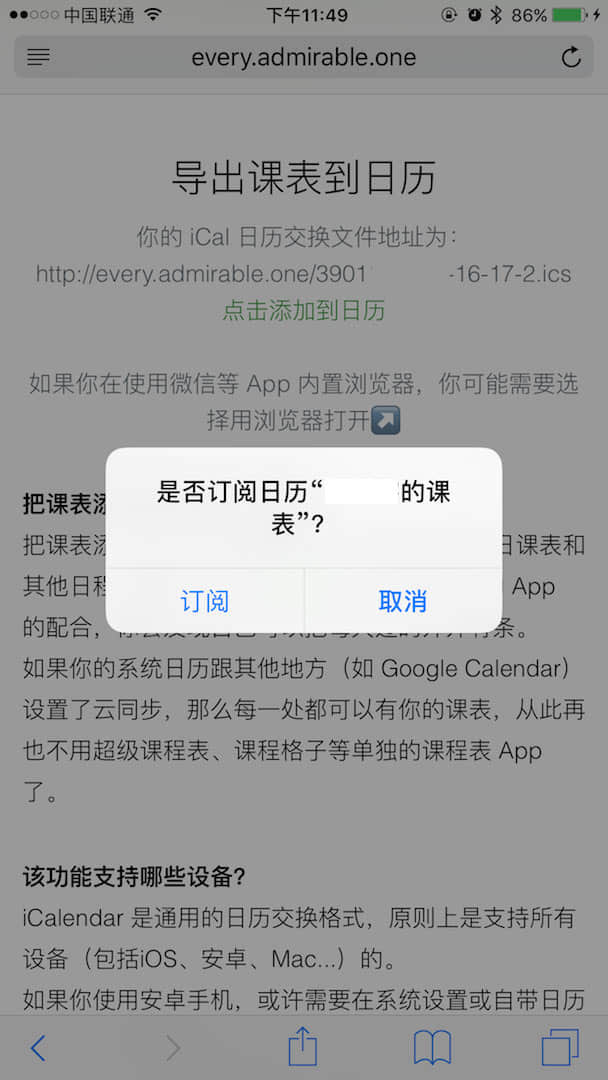 中国联通
下午11:49
86%
every.admirable.one
导出课表到日历
你的 iCal 日历交换文件地址为：
http://every.admirable.one/3901 -16-17-2.ics
点击添加到日历
如果你在使用微信等 App 内置浏览器，你可能需要选
择用浏览器打开
是否订阅日历“ 的课
表”？
订阅
取消
把课表添
把课表添 日课表和
其他日程 App
的配合， 条。
如果你的系统日历跟其他地方（如 Google Calendar）
设置了云同步，那么每一处都可以有你的课表，从此再
也不用超级课程表、课程格子等单独的课程表 App
了。
该功能支持哪些设备？
iCalendar 是通用的日历交换格式，原则上是支持所有
设备（包括iOS、安卓、Mac...）的。
如果你使用安卓手机，或许需要在系统设置或自带日历